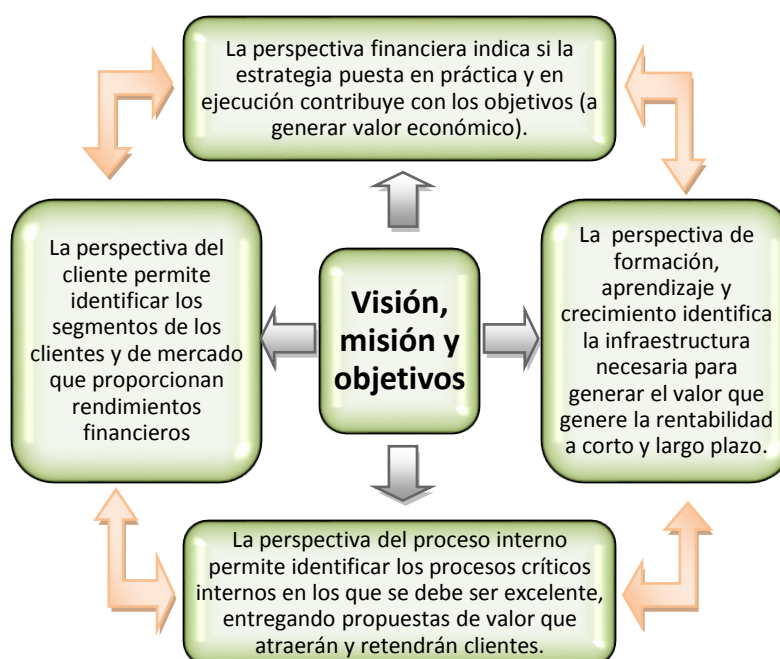 La perspectiva financiera indica si la
estrategia puesta en práctica y en
ejecución contribuye con los objetivos (a
generar valor económico).
La perspectiva del
cliente permite
identificar los
segmentos de los
clientes y de mercado
que proporcionan
rendimientos
financieros
Visión,
misión y
objetivos
La perspectiva de
formación,
aprendizaje y
crecimiento identifica
la infraestructura
necesaria para
generar el valor que
genere la rentabilidad
a corto y largo plazo.
La perspectiva del proceso interno
permite identificar los procesos críticos
internos en los que se debe ser excelente,
entregando propuestas de valor que
atraerán y retendrán clientes.